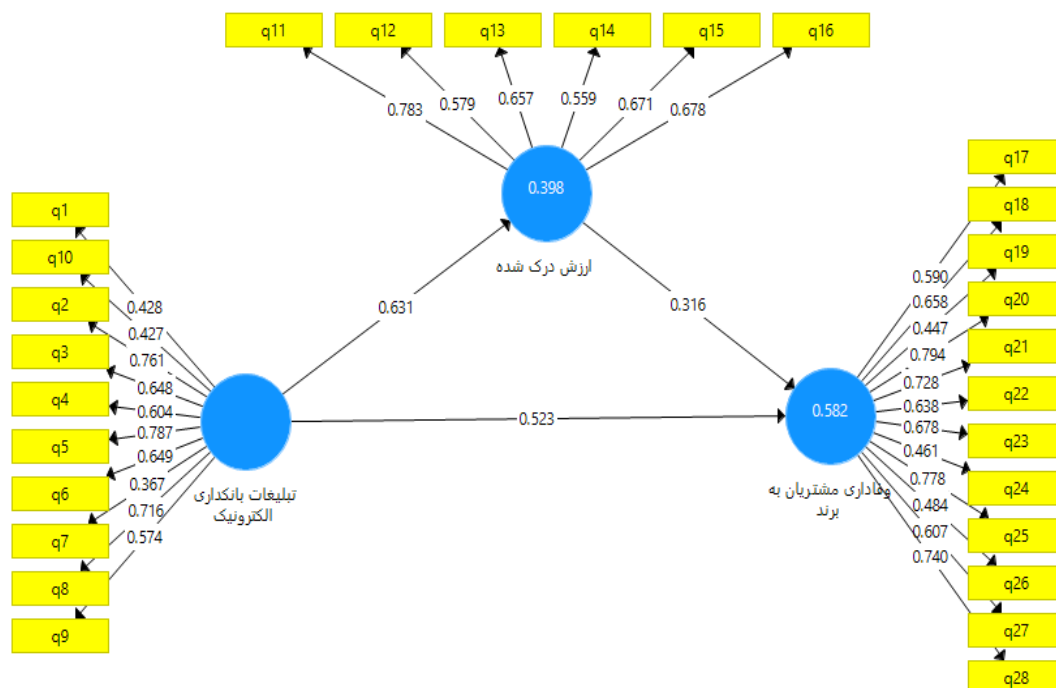 q11
q12
q13
q14
q15
q16
0.783
0.579
0.657
0.559
0.671
0.678
0.398
ارزش درک شده
q1
q10
q2
q3
q4
q5
q6
q7
q8
q9
0.428
0.427
0.761
0.648
0.604
0.787
0.649
0.367
0.716
0.574
تبلیغات بانکداری
الکترونیک
0.631
0.316
0.523
0.582
وفاداری مشتریان به
برند
0.590
0.658
0.447
0.794
0.728
0.638
0.678
0.461
0.778
0.484
0.607
0.740
q17
q18
q19
q20
q21
q22
q23
q24
q25
q26
q27
q28